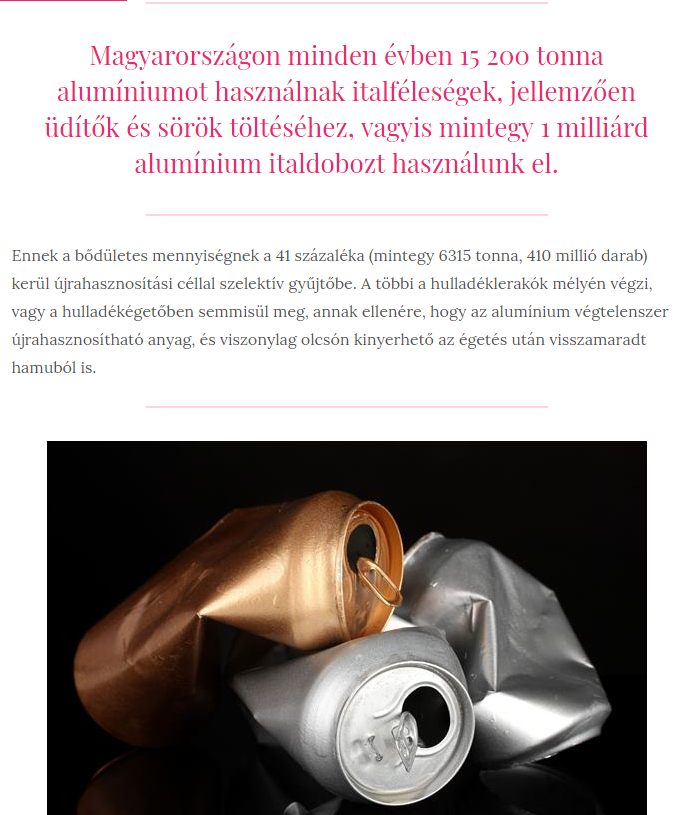 Magyarországon minden évben 15 200 tonna
alumíniumot használnak italféleségek, jellemzően
üdítők és sörök töltéséhez, vagyis mintegy 1 milliárd
alumínium italdobozt használunk el.
Ennek a bődületes mennyiségnek a 41 százaléka (mintegy 6315 tonna, 410 millió darab)
kerül újrahasznosítási céllal szelektív gyűjtőbe. A többi a hulladéklerakók mélyén végzi,
vagy a hulladékégetőben semmisül meg, annak ellenére, hogy az alumínium végtelenszer
újrahasznosítható anyag, és viszonylag olcsón kinyerhető az égetés után visszamaradt
hamuból is.